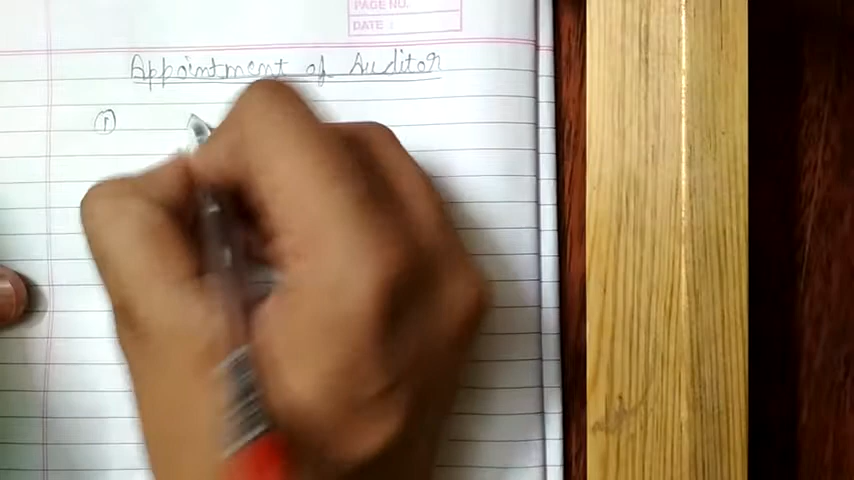 PAGE NO.
DATE :
Appointment of Auditor
①